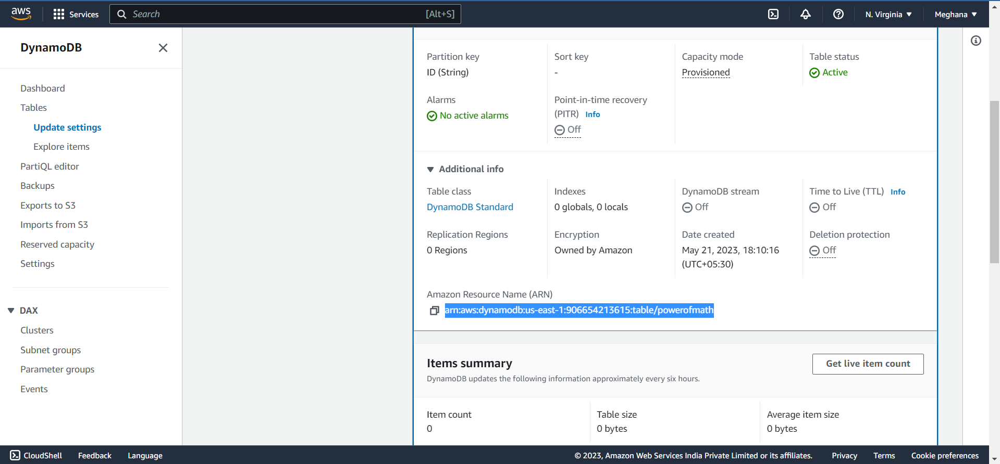 aws
Services
Search
[Alt+S]
N. Virginia
Meghana
DynamoDB
Dashboard
Tables
Update settings
Explore items
PartiQL editor
Backups
Exports to S3
Imports from S3
Reserved capacity
Settings
DAX
Clusters
Subnet groups
Parameter groups
Events
Partition key
ID (String)
Sort key
-
Capacity mode
Provisioned
Table status
Active
Alarms
No active alarms
Point-in-time recovery
(PITR) Info
Off
Additional info
Table class
DynamoDB Standard
Indexes
0 globals, 0 locals
DynamoDB stream
Off
Time to Live (TTL) Info
Off
Replication Regions
0 Regions
Encryption
Owned by Amazon
Date created
May 21, 2023, 18:10:16
(UTC+05:30)
Deletion protection
Off
Amazon Resource Name (ARN)
arn:aws:dynamodb:us-east-1:906654213615:table/powerofmath
Items summary
Get live item count
DynamoDB updates the following information approximately every six hours.
Item count
0
Table size
0 bytes
Average item size
0 bytes
CloudShell
Feedback
Language
© 2023, Amazon Web Services India Private Limited or its affiliates.
Privacy
Terms
Cookie preferences